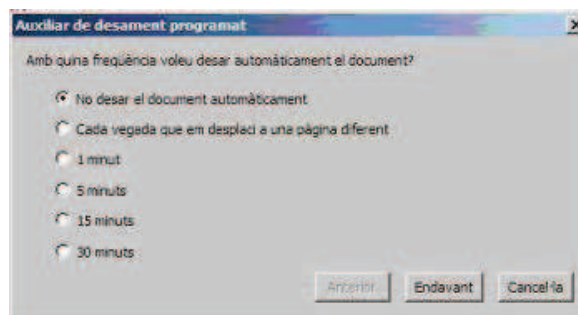 Auxiliar de desament programat
Amb quina freqüència voleu desar automàticament el document?
No desar el document automàticament
Cada vegada que em desplaci a una pàgina diferent
1 minut
5 minuts
15 minuts
30 minuts
Anterior Endavant Cancel·la